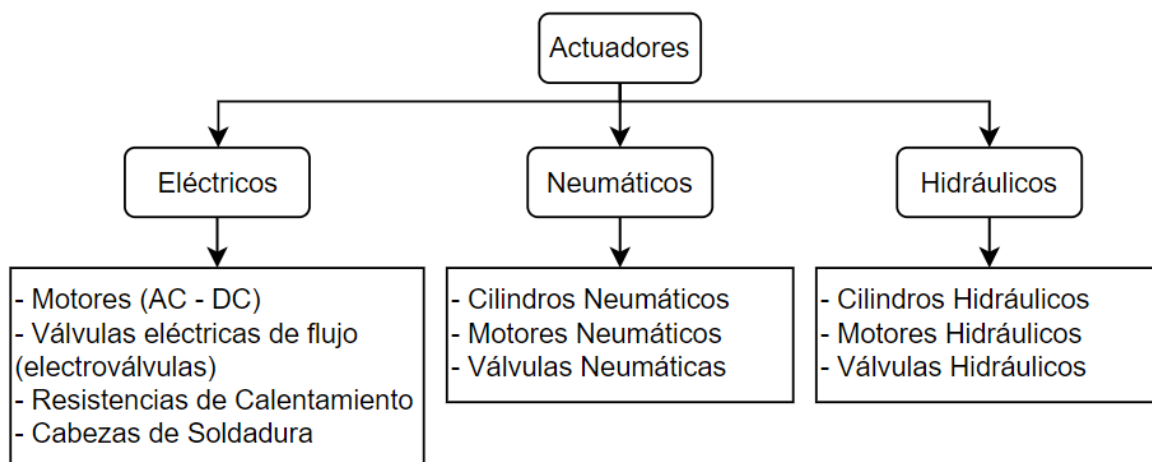 Actuadores
Eléctricos
Neumáticos
Hidráulicos
- Motores (AC - DC)
- Válvulas eléctricas de flujo
(electroválvulas)
- Resistencias de Calentamiento
- Cabezas de Soldadura
- Cilindros Neumáticos
- Motores Neumáticos
- Válvulas Neumáticas
- Cilindros Hidráulicos
- Motores Hidráulicos
- Válvulas Hidráulicos